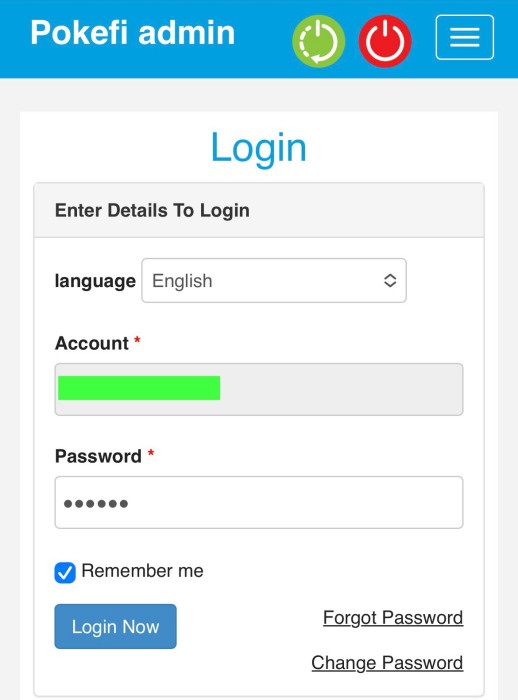 Pokefi admin
Login
Enter Details To Login
language English
Account *
Password *
••••••
Remember me
Login Now
Forgot Password
Change Password